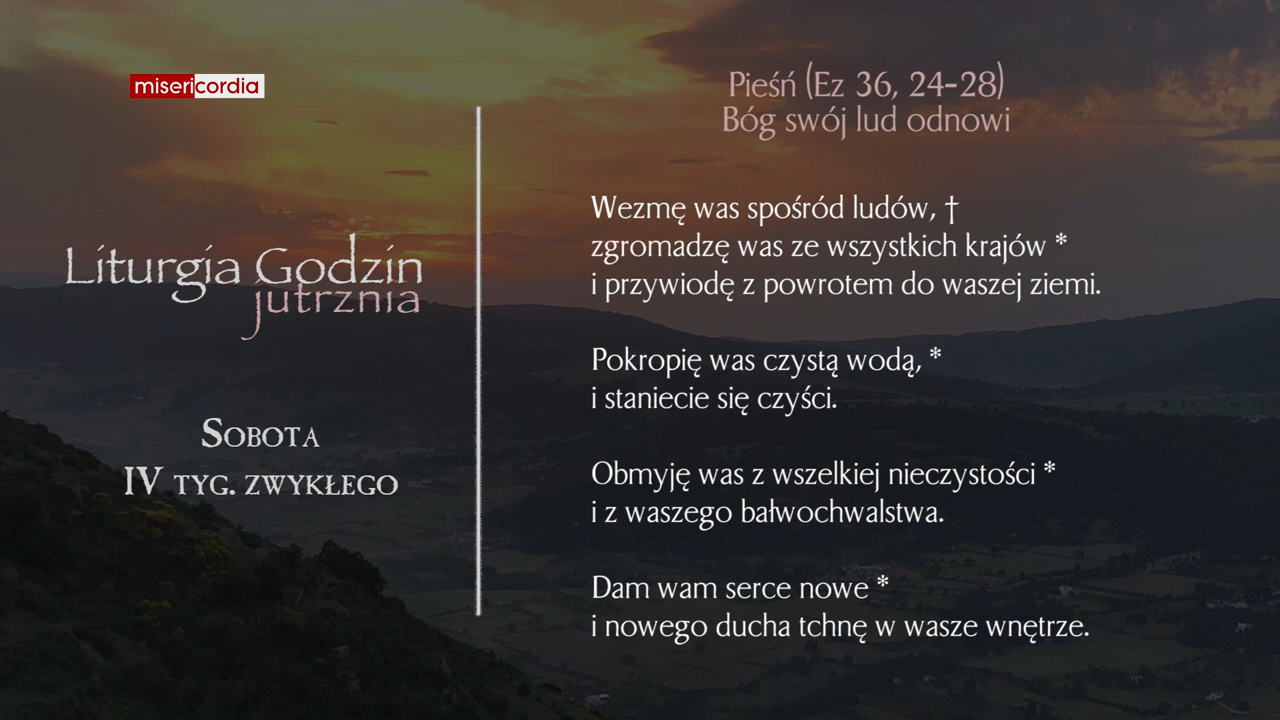 misericordia
Liturgia Godzin
jutrznia
Sobota
IV tyg. zwykłego
Pieśń (Ez 36, 24-28)
Bóg swój lud odnowi
Wezmę was spośród ludów, †
zgromadzę was ze wszystkich krajów *
i przywiodę z powrotem do waszej ziemi.
Pokropię was czystą wodą, *
i staniecie się czyści.
Obmyję was z wszelkiej nieczystości *
i z waszego bałwochwalstwa.
Dam wam serce nowe *
i nowego ducha tchnę w wasze wnętrze.